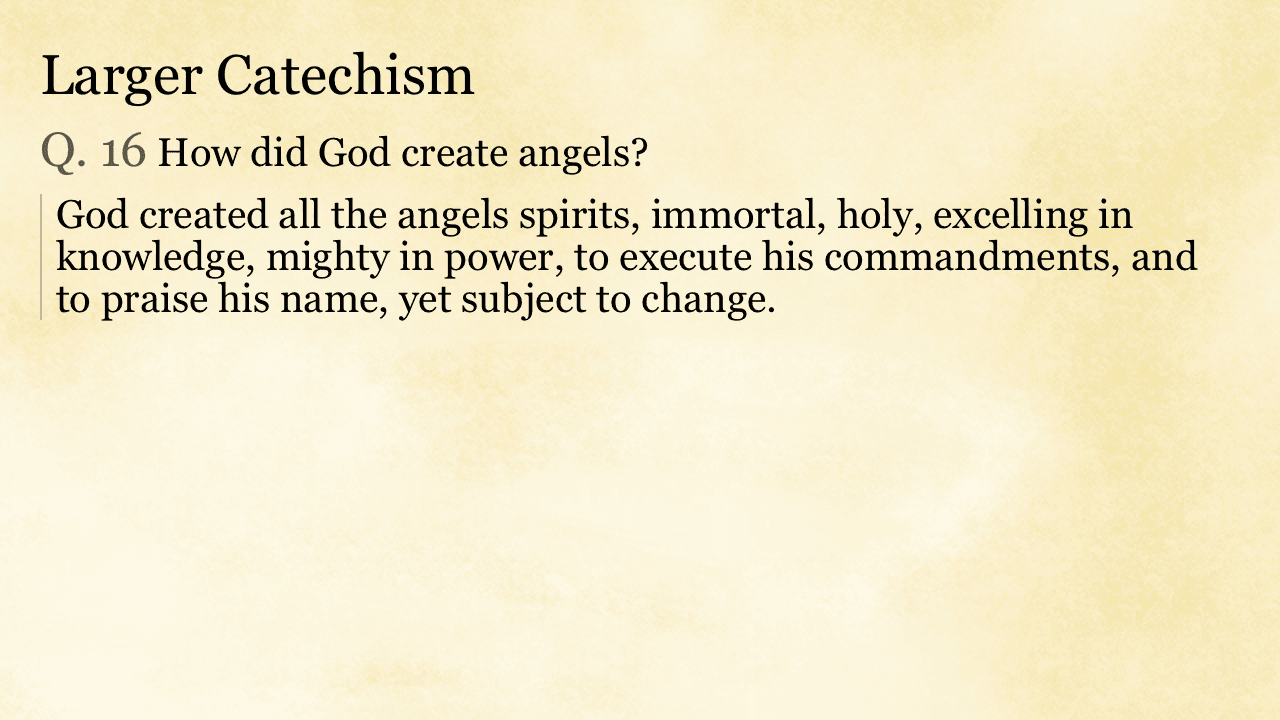 Larger Catechism
Q. 16 How did God create angels?
God created all the angels spirits, immortal, holy, excelling in
knowledge, mighty in power, to execute his commandments, and
to praise his name, yet subject to change.